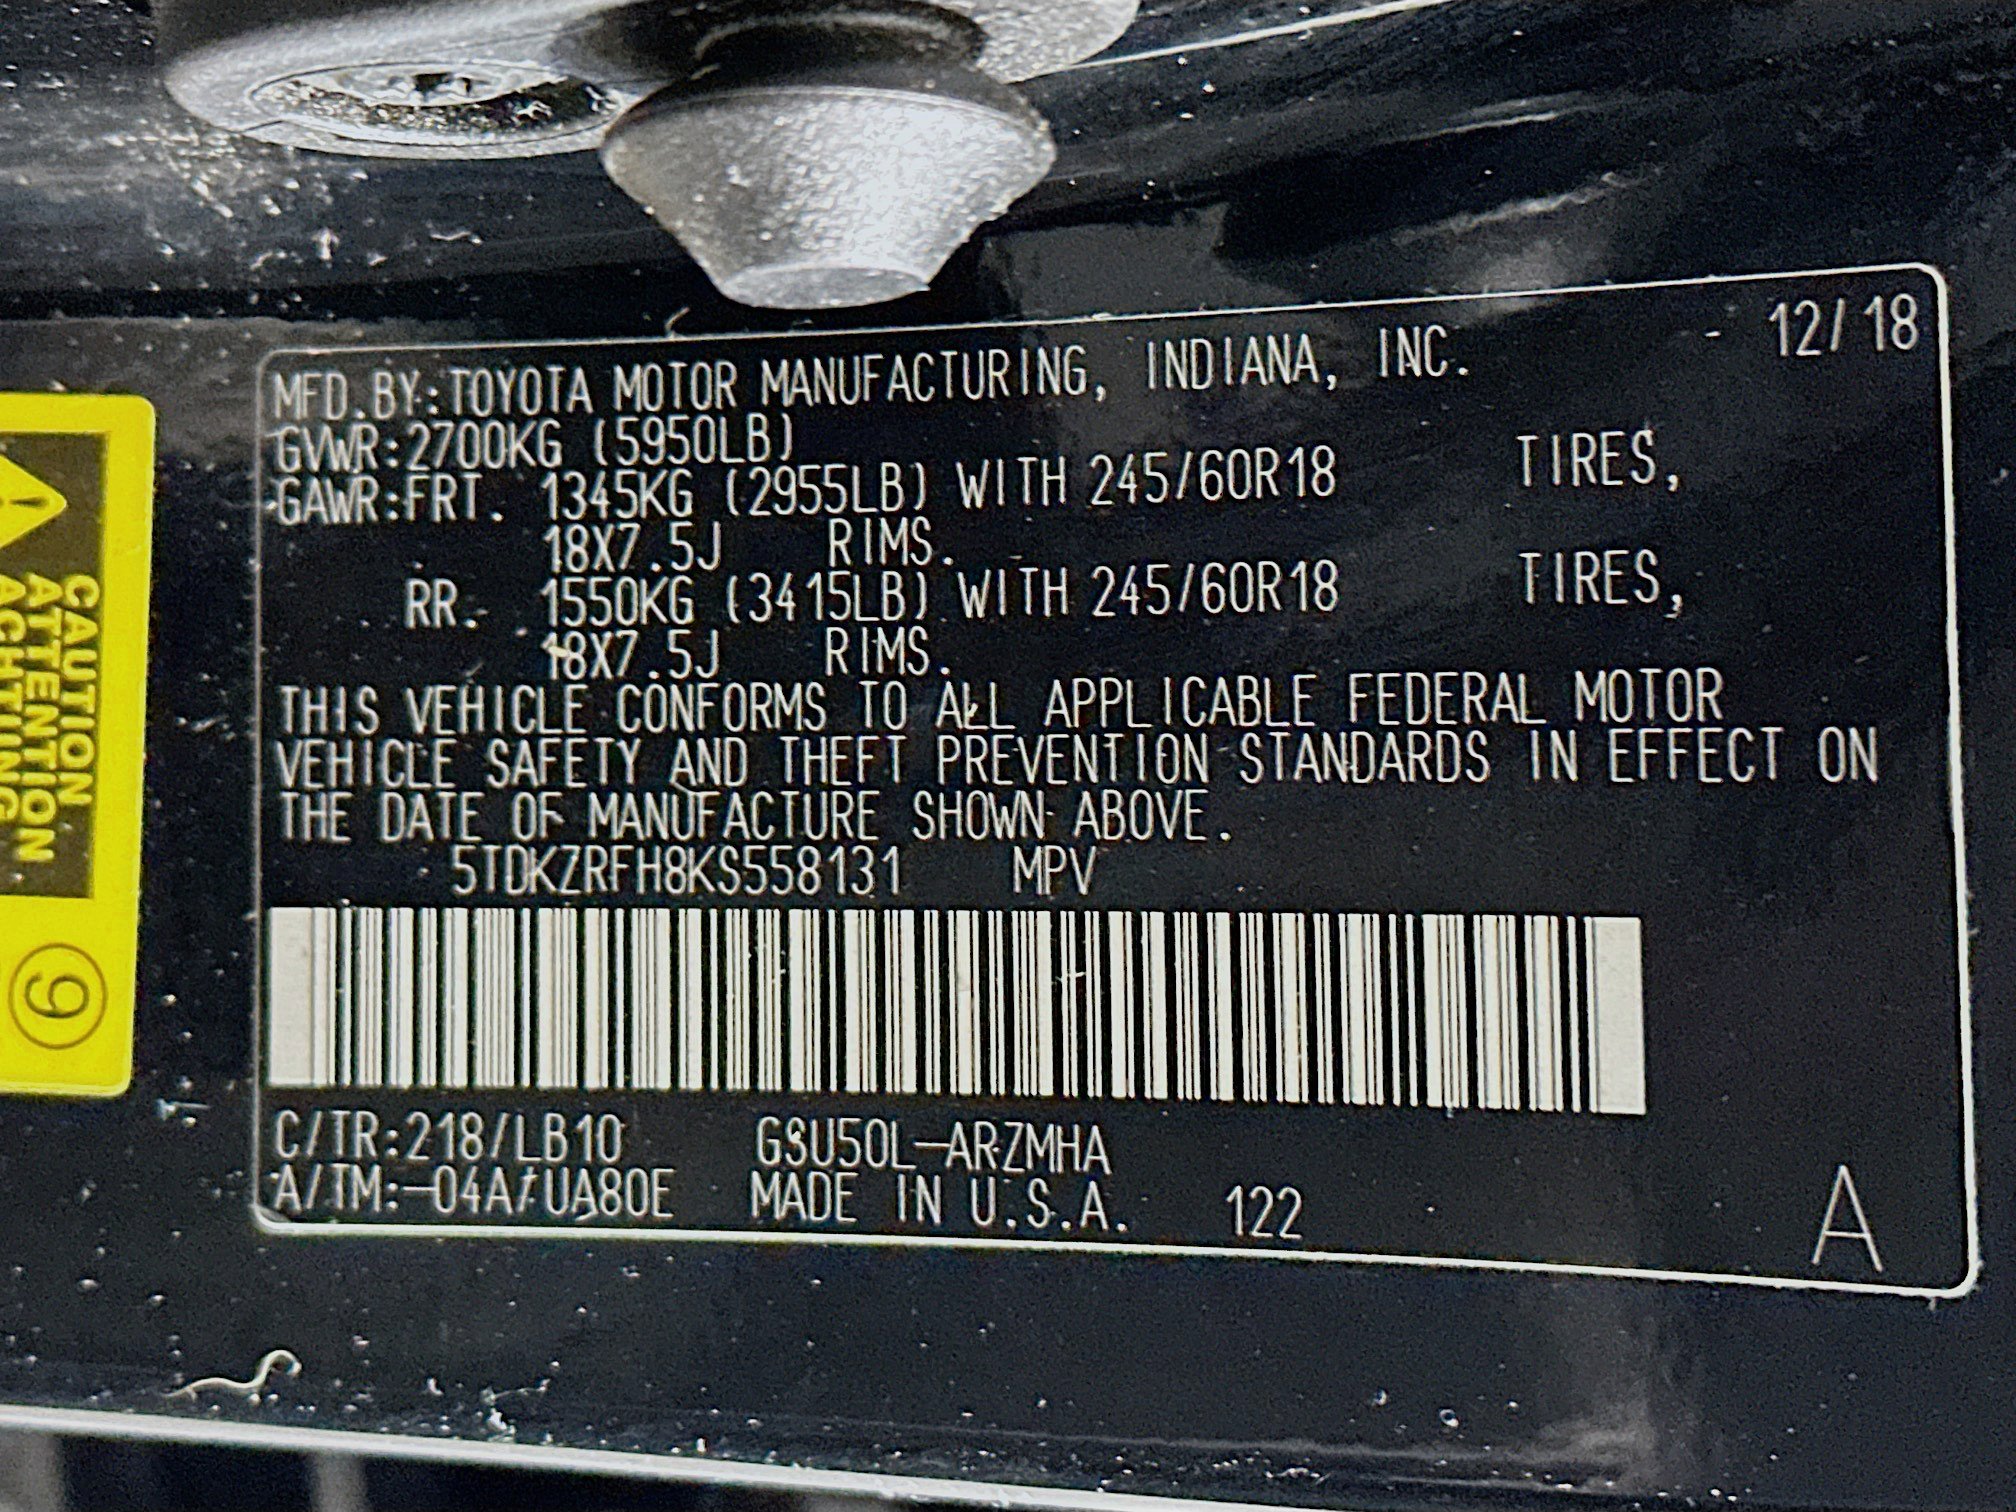 12/18
MFD.BY:TOYOTA MOTOR MANUFACTURING, INDIANA, INC.
GVWR:2700KG (5950LB)
GAWR:FRT. 1345KG (2955LB) WITH 245/60R18 TIRES,
18X7.5J RIMS.
RR. 1550KG (3415LB) WITH 245/60R18 TIRES,
18X7.5J RIMS.
THIS VEHICLE CONFORMS TO ALL APPLICABLE FEDERAL MOTOR
VEHICLE SAFETY AND THEFT PREVENTION STANDARDS IN EFFECT ON
THE DATE OF MANUFACTURE SHOWN ABOVE.
5TDKZRFH8KS558131 MPV
C/TR:218/LB10 GSU50L-ARZMHA
A/TM:-04A/UA80E MADE IN U.S.A. 122
A
CAUTION
ATTENTION
ACHTUNG
9